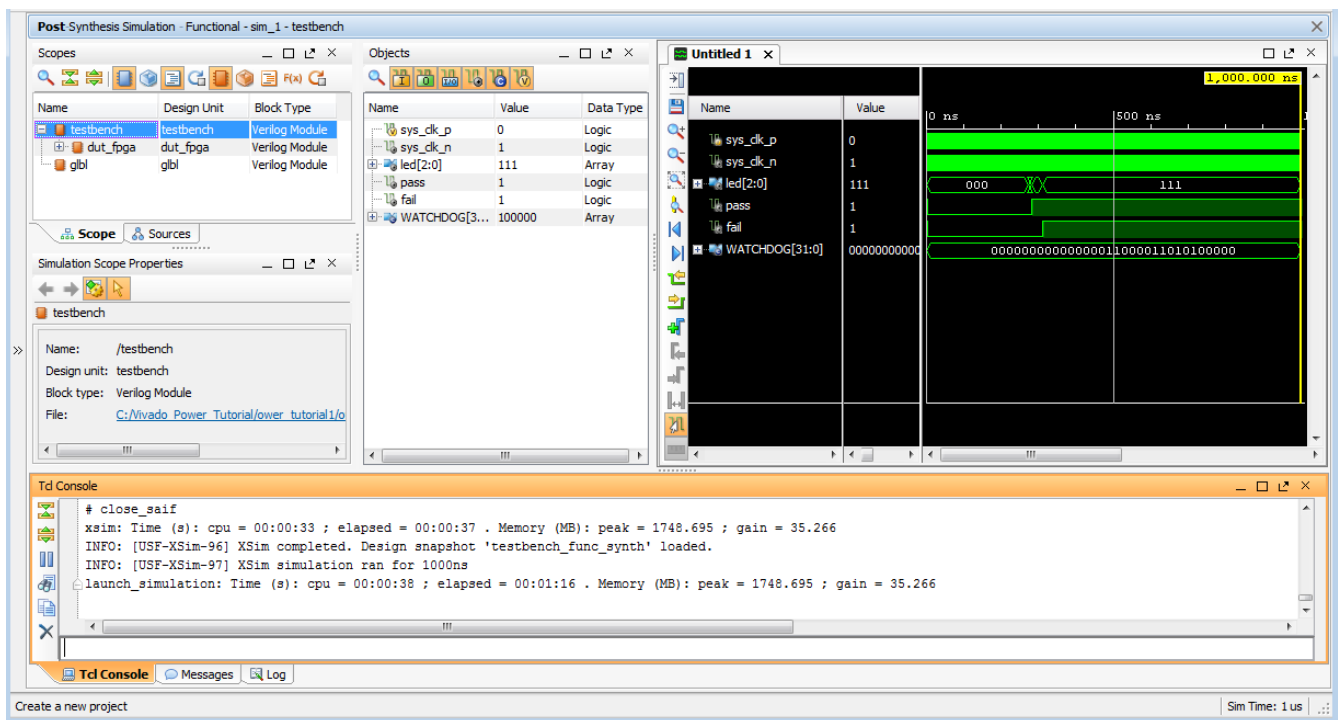 Post-Synthesis Simulation - Functional - sim_1 - testbench
Scopes
F(x)
Name Design Unit Block Type
testbench testbench Verilog Module
dut_fpga dut_fpga Verilog Module
glbl glbl Verilog Module
Scope Sources
Simulation Scope Properties
testbench
Name: /testbench
Design unit: testbench
Block type: Verilog Module
File: C:/Vivado_Power_Tutorial/ower_tutorial1/o
Objects
Name Value Data Type
sys_clk_p 0 Logic
sys_clk_n 1 Logic
led[2:0] 111 Array
pass 1 Logic
fail 1 Logic
WATCHDOG[3... 100000 Array
Untitled 1
1,000.000 ns
Name Value
0 ns 500 ns
sys_clk_p 0
sys_clk_n 1
led[2:0] 111 000 111
pass 1
fail 1
WATCHDOG[31:0] 00000000000 00000000000000011000011010100000
Tcl Console
# close_saif
xsim: Time (s): cpu = 00:00:33 ; elapsed = 00:00:37 . Memory (MB): peak = 1748.695 ; gain = 35.266
INFO: [USF-XSim-96] XSim completed. Design snapshot 'testbench_func_synth' loaded.
INFO: [USF-XSim-97] XSim simulation ran for 1000ns
launch_simulation: Time (s): cpu = 00:00:38 ; elapsed = 00:01:16 . Memory (MB): peak = 1748.695 ; gain = 35.266
Tcl Console Messages Log
Create a new project
Sim Time: 1 us